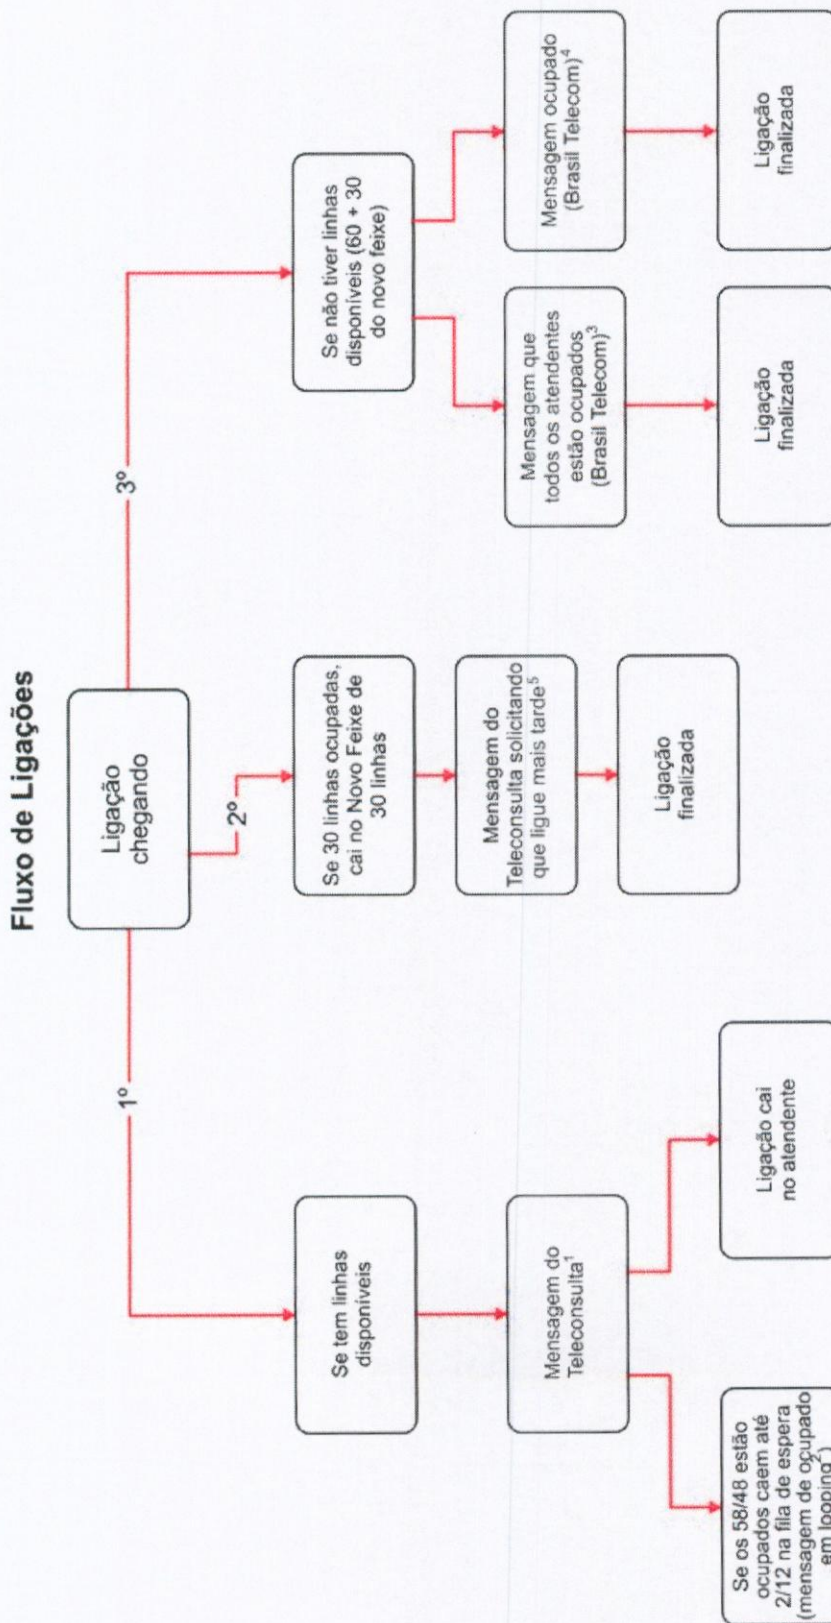 Fluxo de Ligações
Ligação
chegando
1º
2º
3º
Se tem linhas
disponíveis
Mensagem do
Teleconsulta¹
Se os 58/48 estão
ocupados caem até
2/12 na fila de espera
(mensagem de ocupado
em looping²)
Ligação cai
no atendente
Se 30 linhas ocupadas,
cai no Novo Feixe de
30 linhas
Mensagem do
Teleconsulta solicitando
que ligue mais tarde⁵
Ligação
finalizada
Se não tiver linhas
disponíveis (60 + 30
do novo feixe)
Mensagem que
todos os atendentes
estão ocupados
(Brasil Telecom)³
Ligação
finalizada
Mensagem ocupado
(Brasil Telecom)⁴
Ligação
finalizada